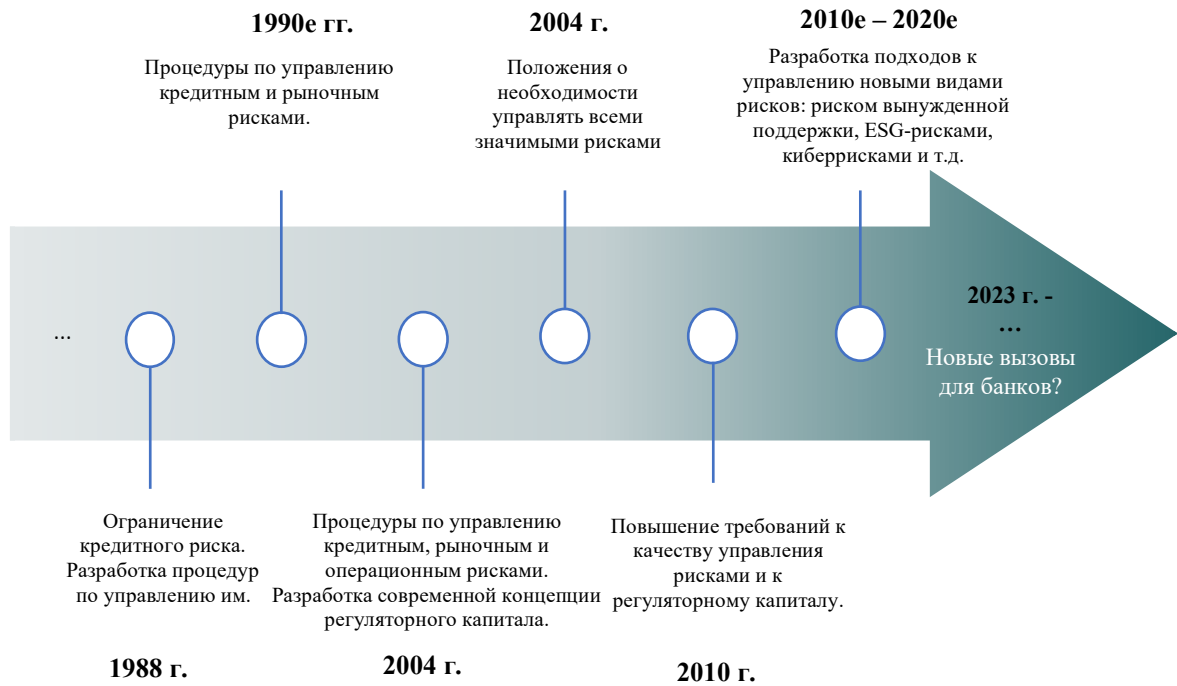 1990е гг.
Процедуры по управлению
кредитным и рыночным
рисками.
2004 г.
Положения о
необходимости
управлять всеми
значимыми рисками
2010е – 2020е
Разработка подходов к
управлению новыми видами
рисков: риском вынужденной
поддержки, ESG-рисками,
киберрисками и т.д.
...
2023 г. -
...
Новые вызовы
для банков?
Ограничение
кредитного риска.
Разработка процедур
по управлению им.
1988 г.
Процедуры по управлению
кредитным, рыночным и
операционным рисками.
Разработка современной концепции
регуляторного капитала.
2004 г.
Повышение требований к
качеству управления
рисками и к
регуляторному капиталу.
2010 г.